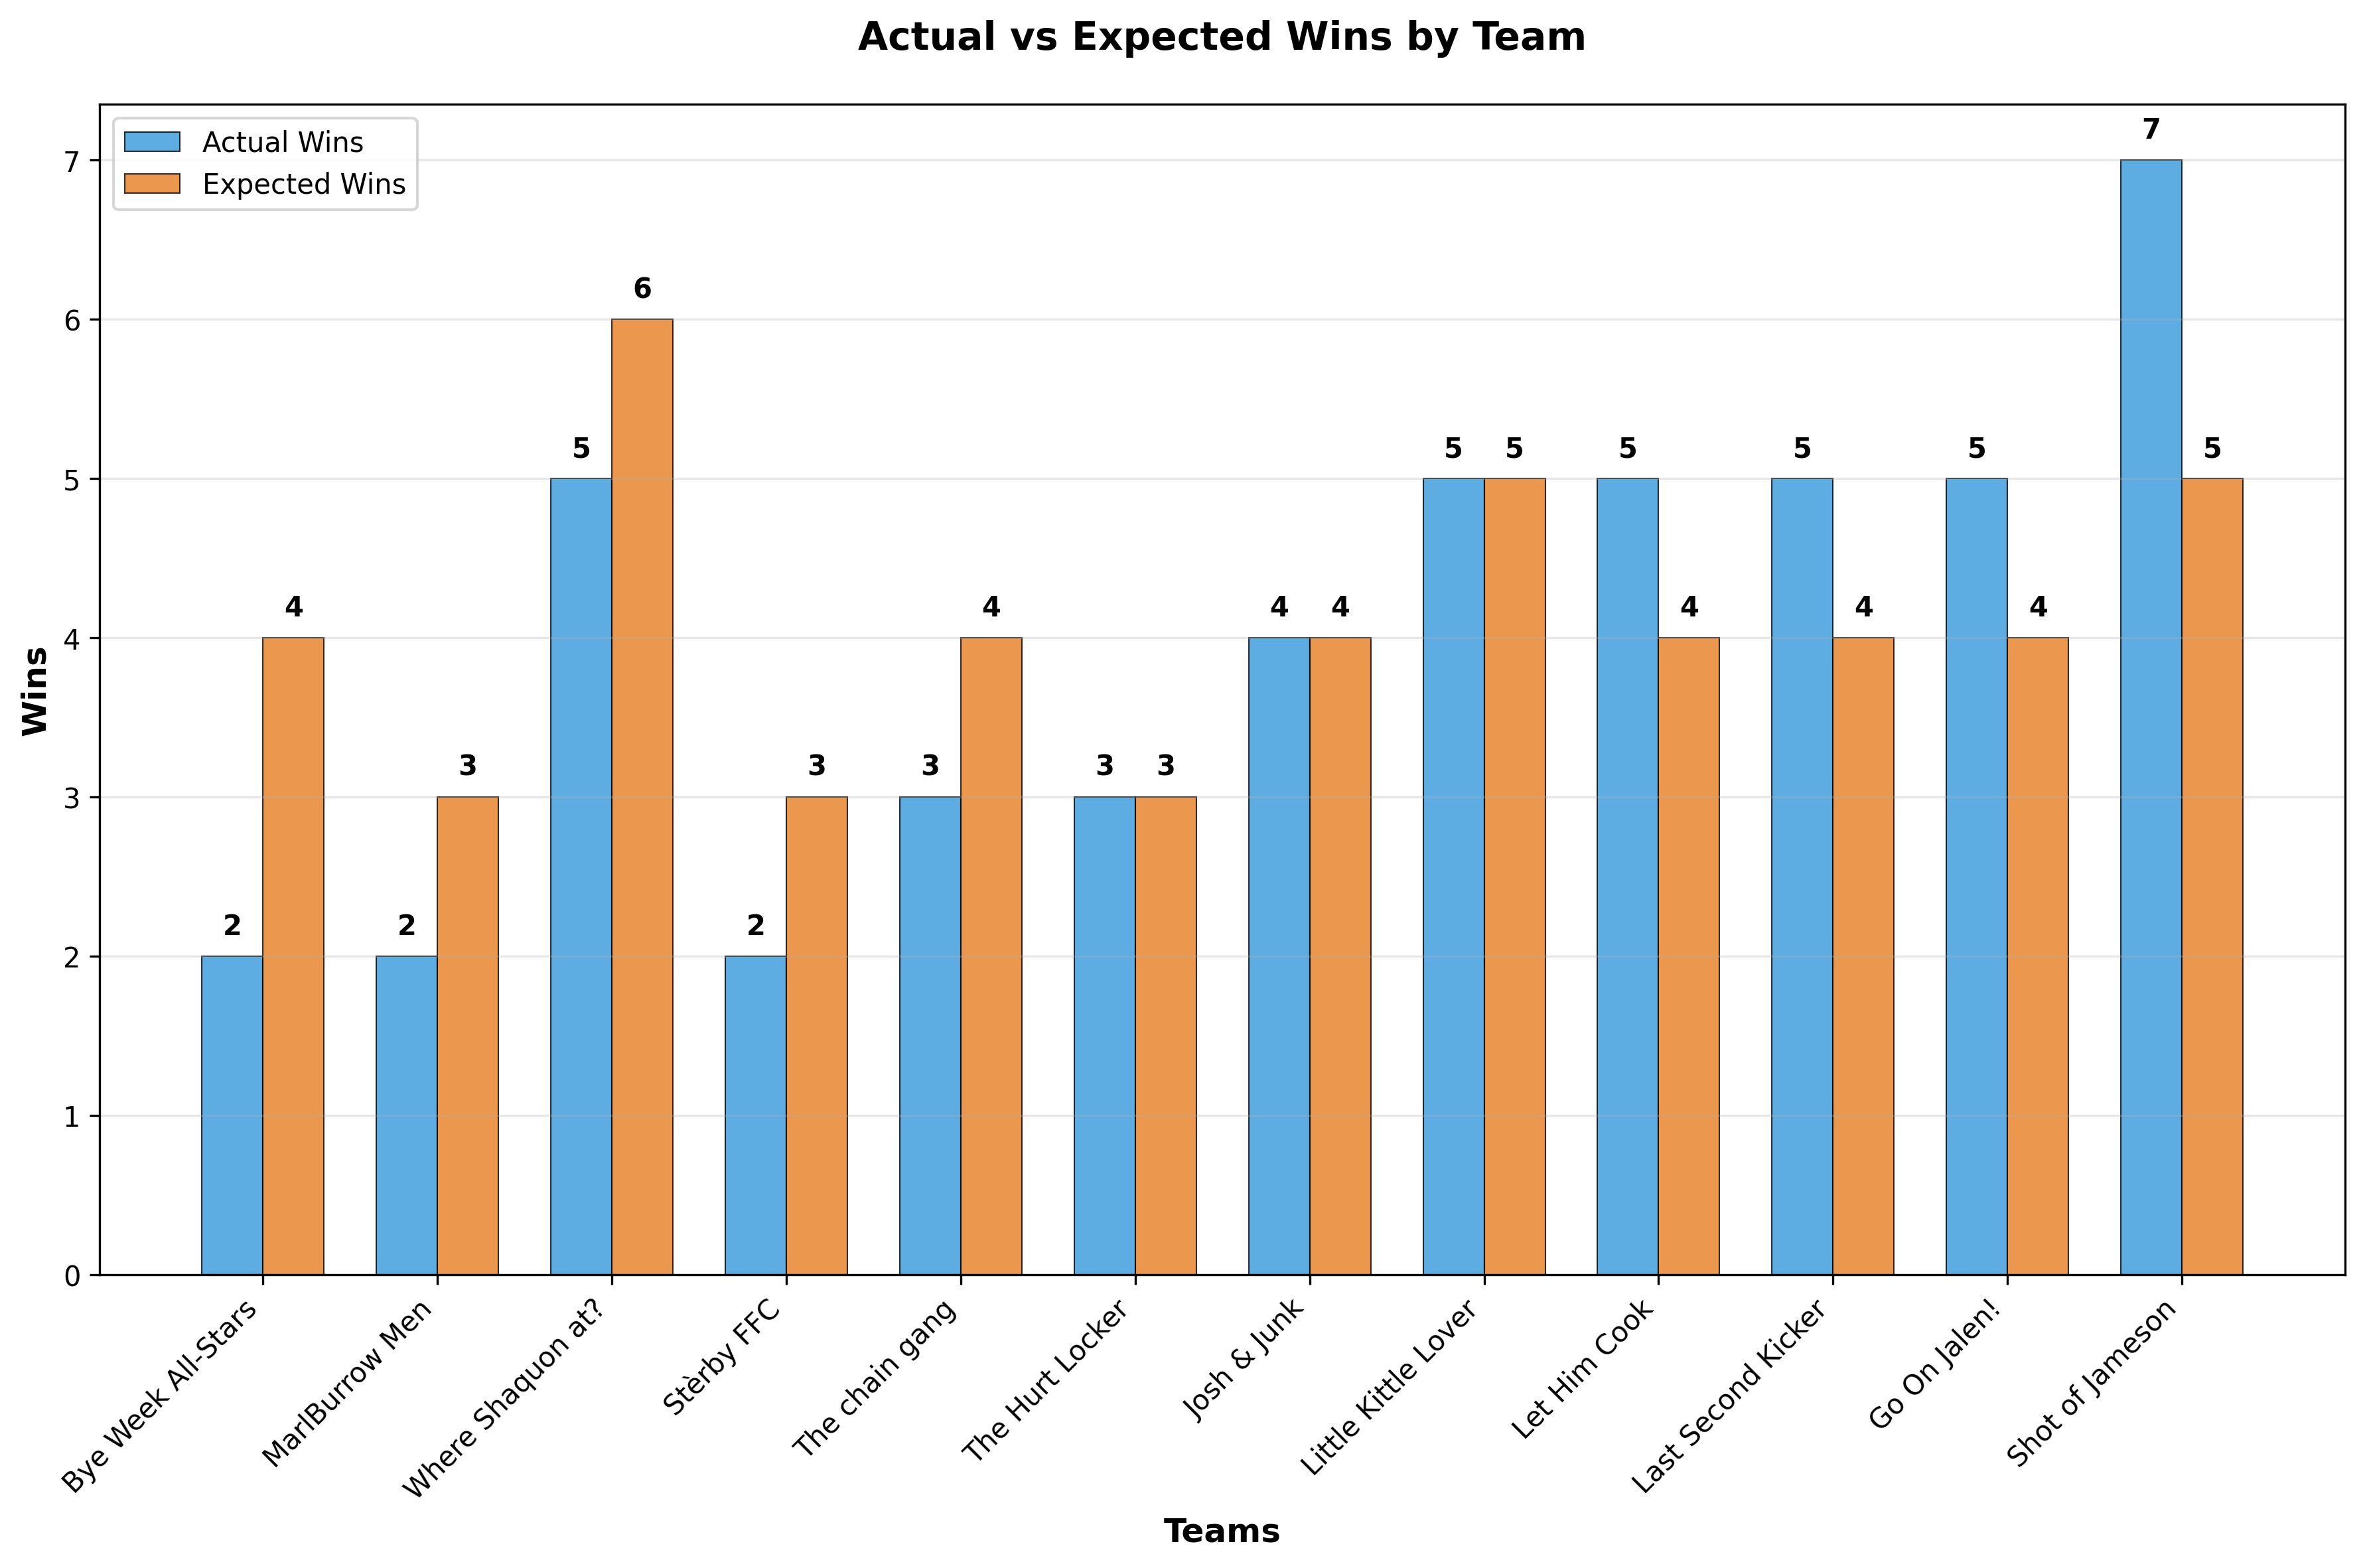 Actual vs Expected Wins by Team
Actual Wins
Expected Wins
Wins
7
6
5
4
3
2
1
0
2 4
2 3
5 6
2 3
3 4
3 3
4 4
5 5
5 4
5 4
5 4
7 5
Bye Week All-Stars
MarlBurrow Men
Where Shaquon at?
Stèrby FFC
The chain gang
The Hurt Locker
Josh & Junk
Little Kittle Lover
Let Him Cook
Last Second Kicker
Go On Jalen!
Shot of Jameson
Teams